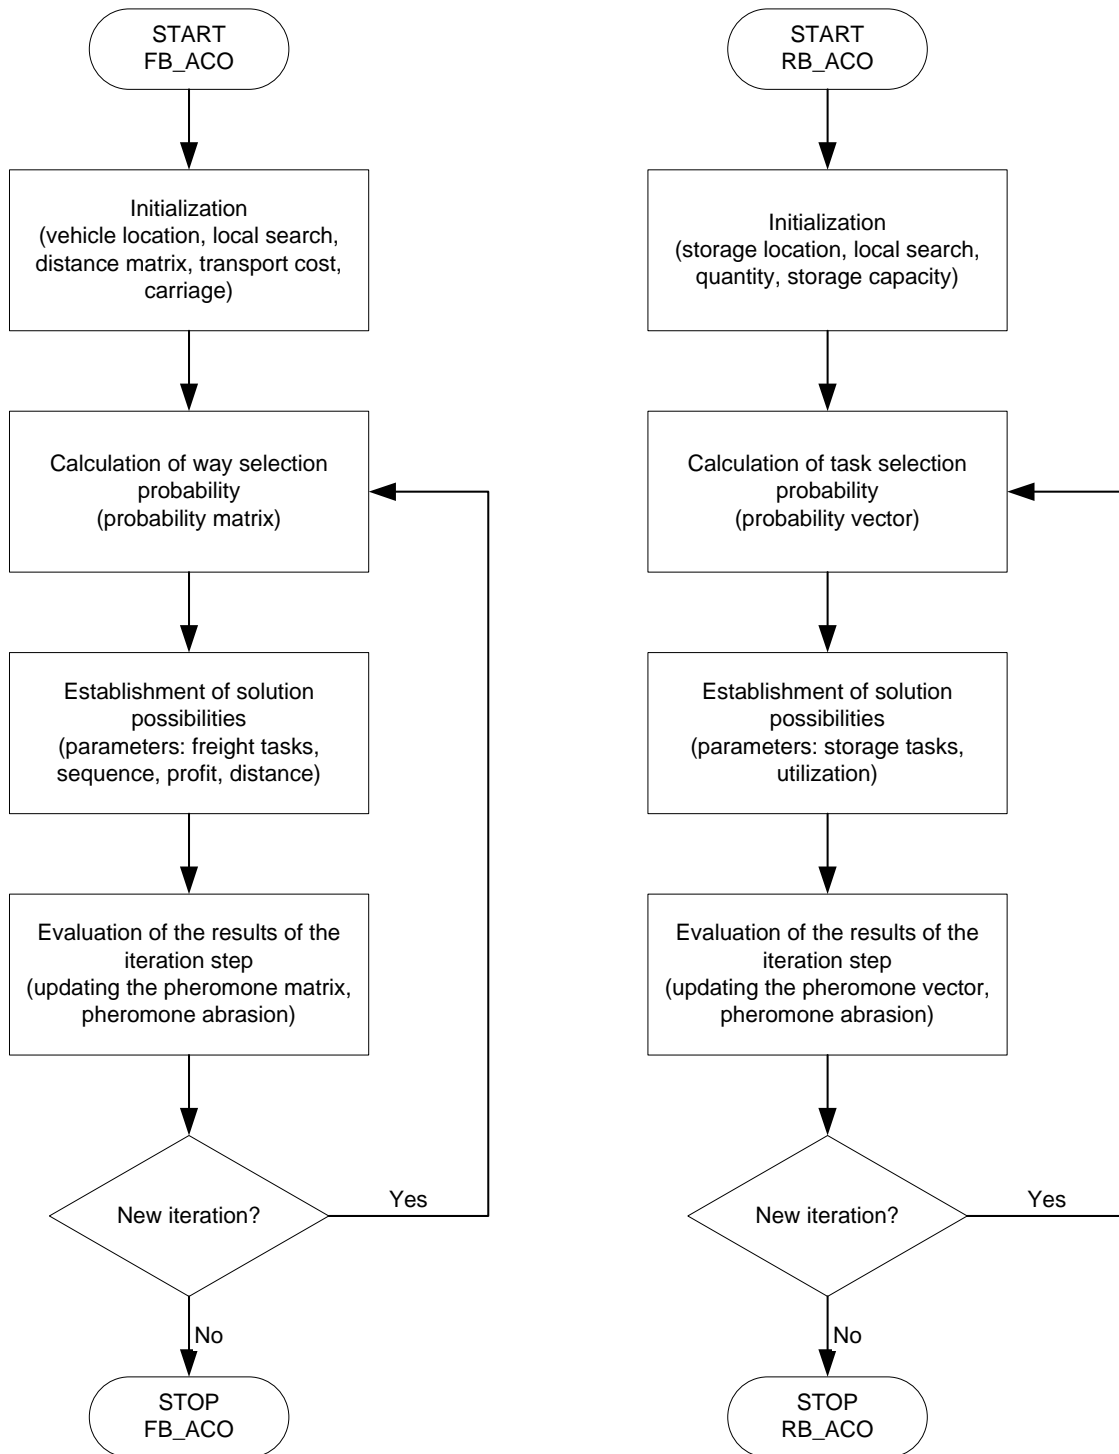 START
FB_ACO
Initialization
(vehicle location, local search,
distance matrix, transport cost,
carriage)
Calculation of way selection
probability
(probability matrix)
Establishment of solution
possibilities
(parameters: freight tasks,
sequence, profit, distance)
Evaluation of the results of the
iteration step
(updating the pheromone matrix,
pheromone abrasion)
New iteration?
Yes
No
STOP
FB_ACO
START
RB_ACO
Initialization
(storage location, local search,
quantity, storage capacity)
Calculation of task selection
probability
(probability vector)
Establishment of solution
possibilities
(parameters: storage tasks,
utilization)
Evaluation of the results of the
iteration step
(updating the pheromone vector,
pheromone abrasion)
New iteration?
Yes
No
STOP
RB_ACO